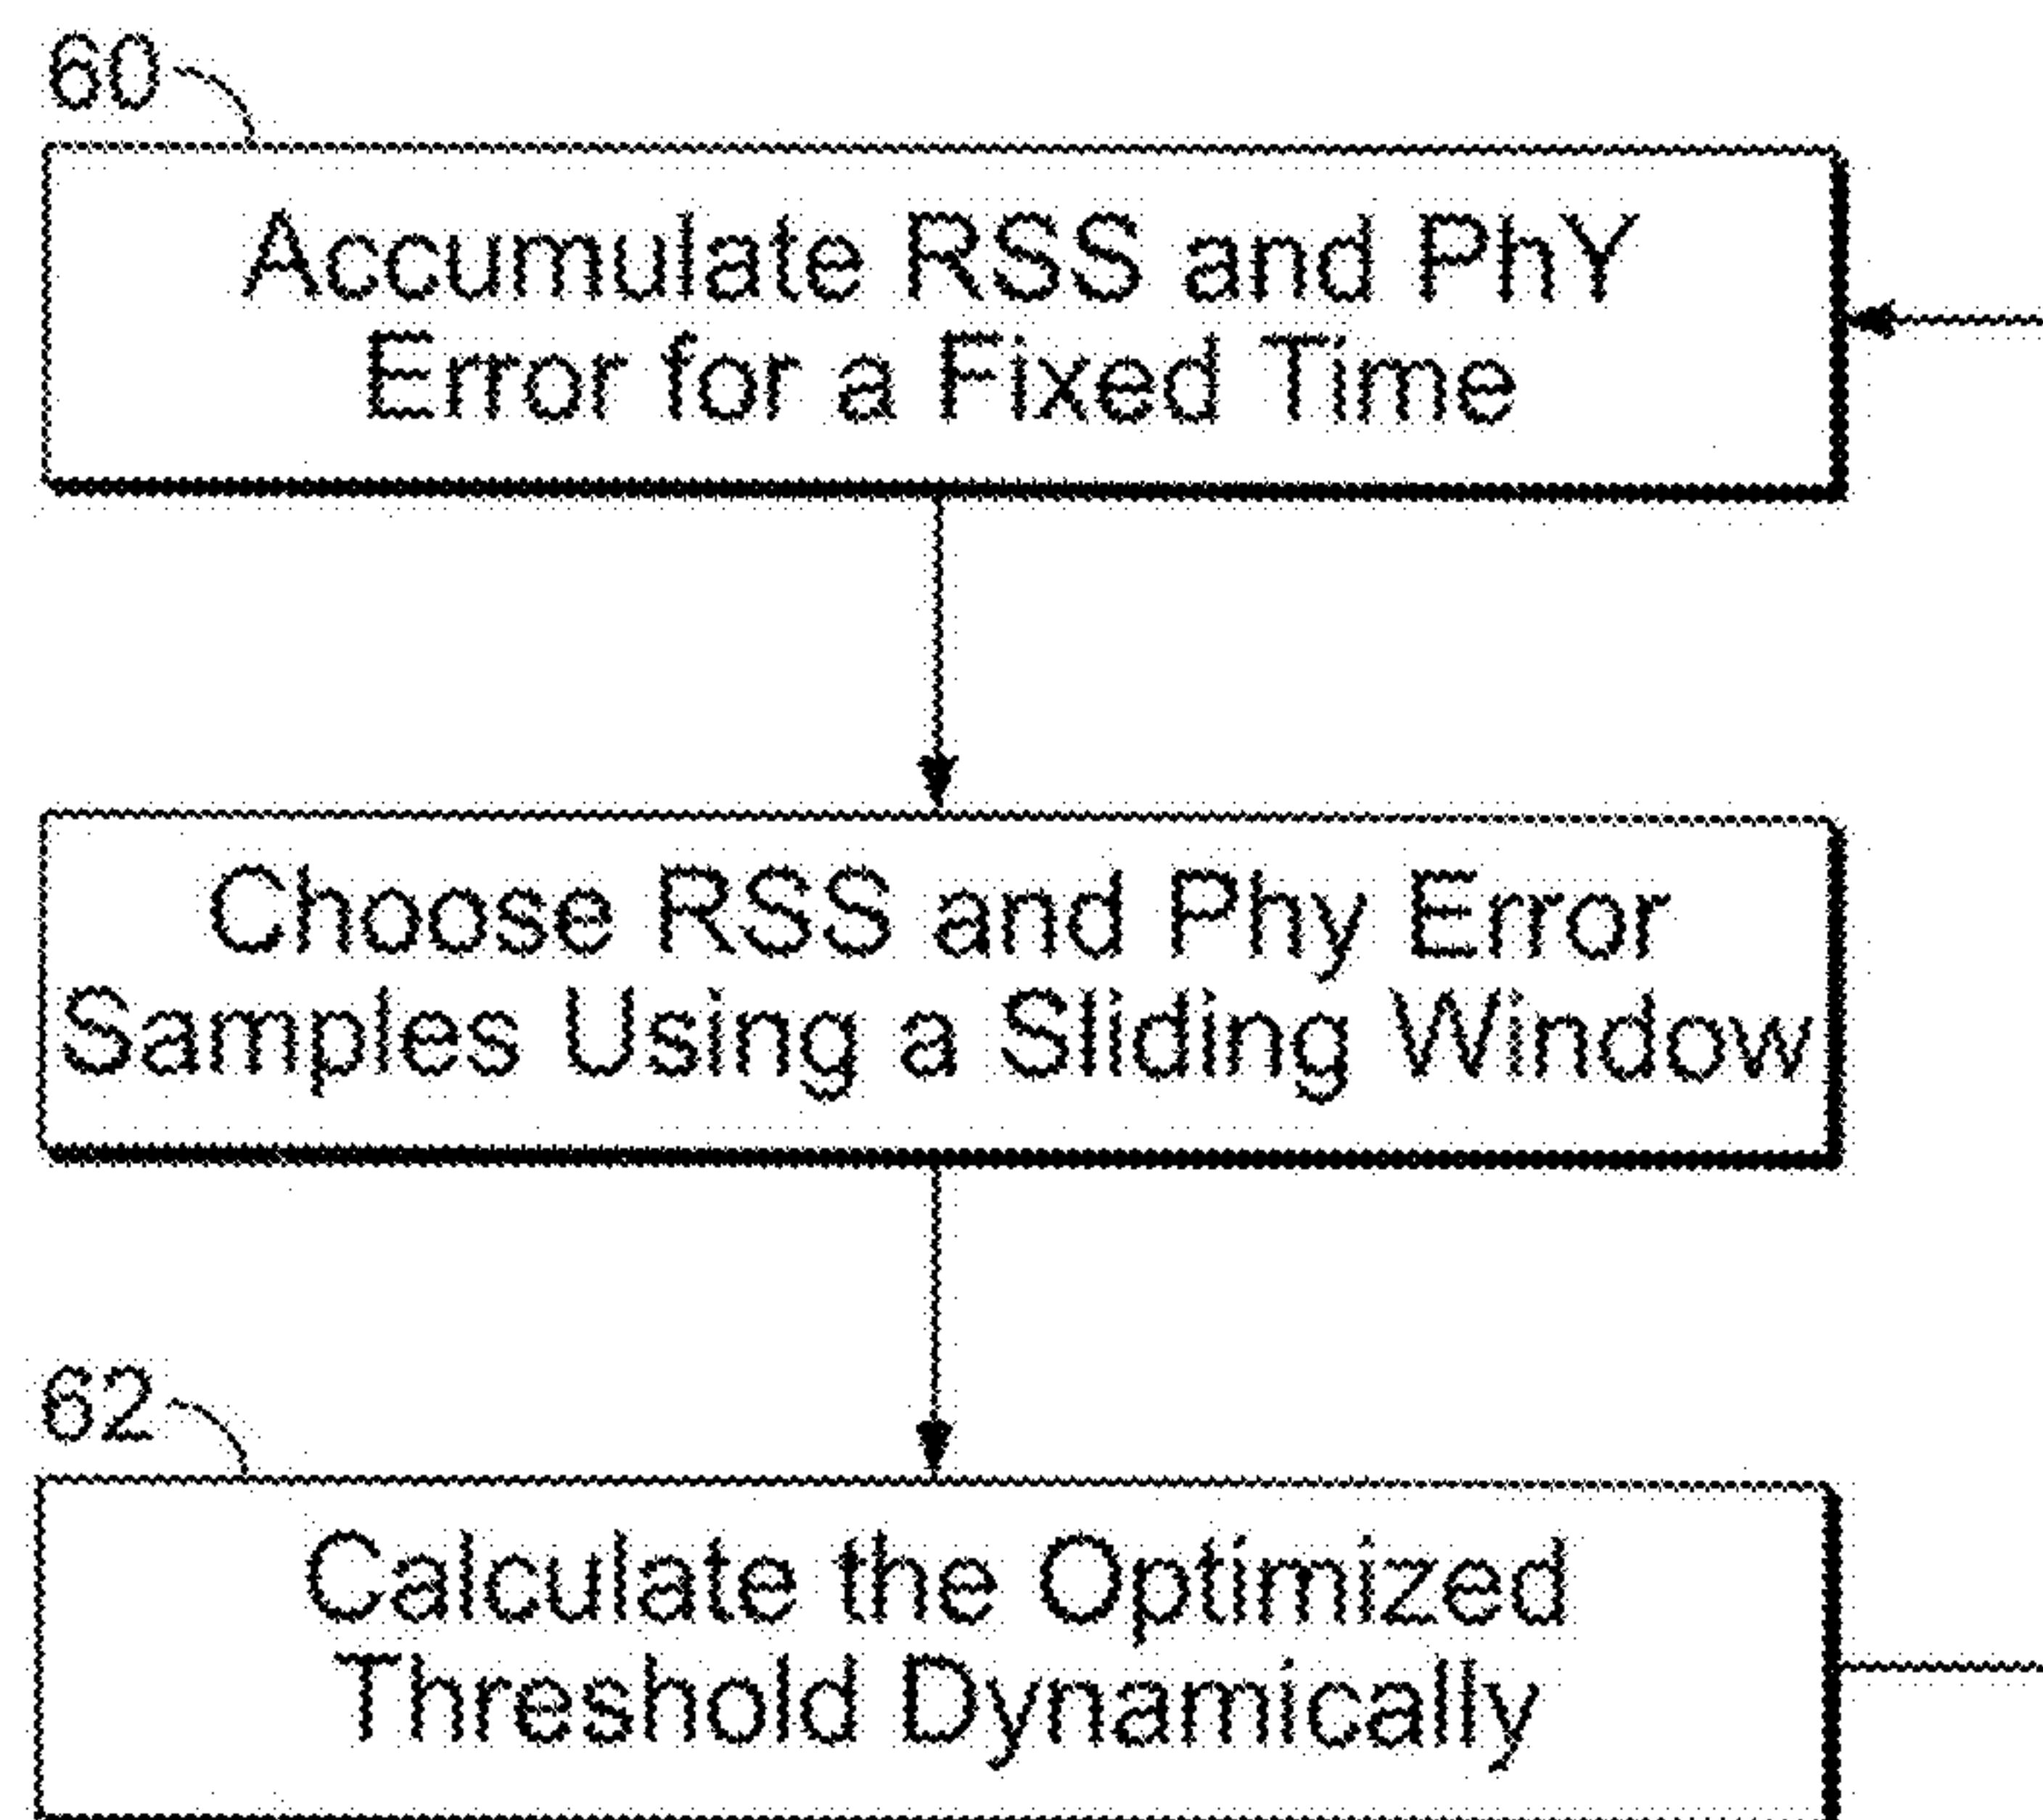 60
Accumulate RSS and PhY
Error for a Fixed Time
Choose RSS and Phy Error
Samples Using a Sliding Window
62
Calculate the Optimized
Threshold Dynamically